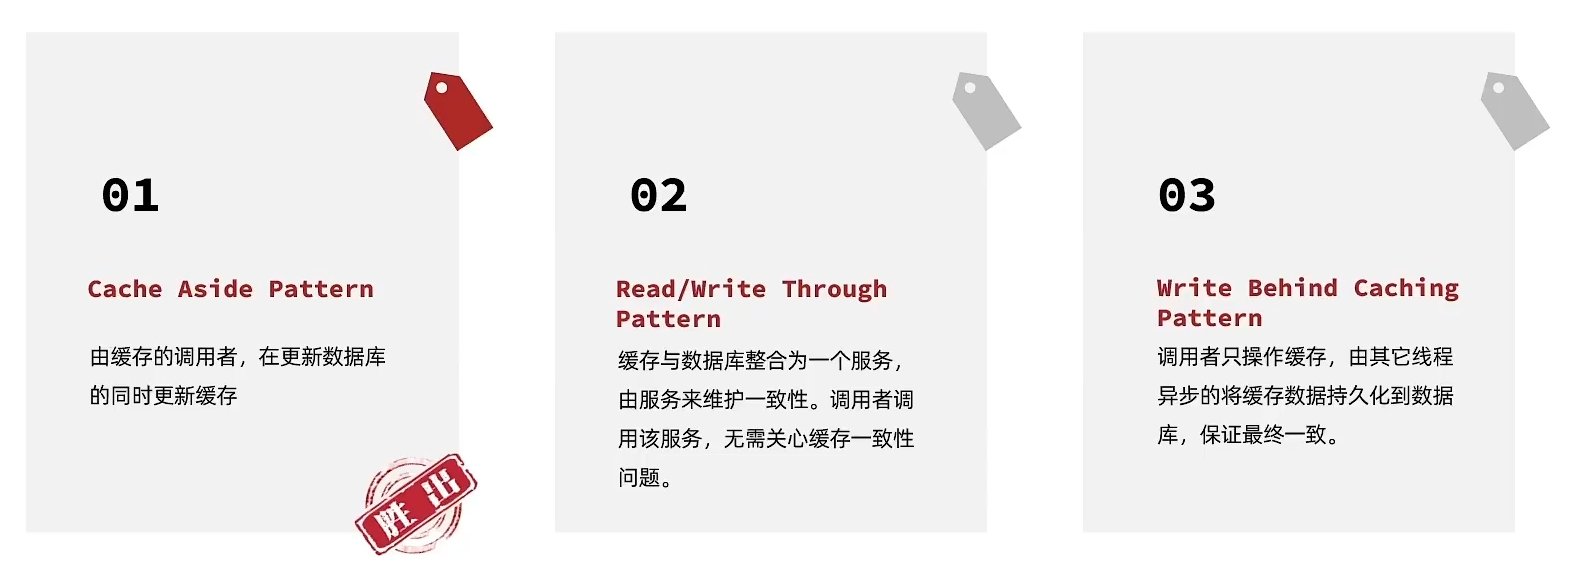 01
Cache Aside Pattern
由缓存的调用者，在更新数据库
的同时更新缓存
胜出
02
Read/Write Through
Pattern
缓存与数据库整合为一个服务，
由服务来维护一致性。调用者调
用该服务，无需关心缓存一致性
问题。
03
Write Behind Caching
Pattern
调用者只操作缓存，由其它线程
异步的将缓存数据持久化到数据
库，保证最终一致。